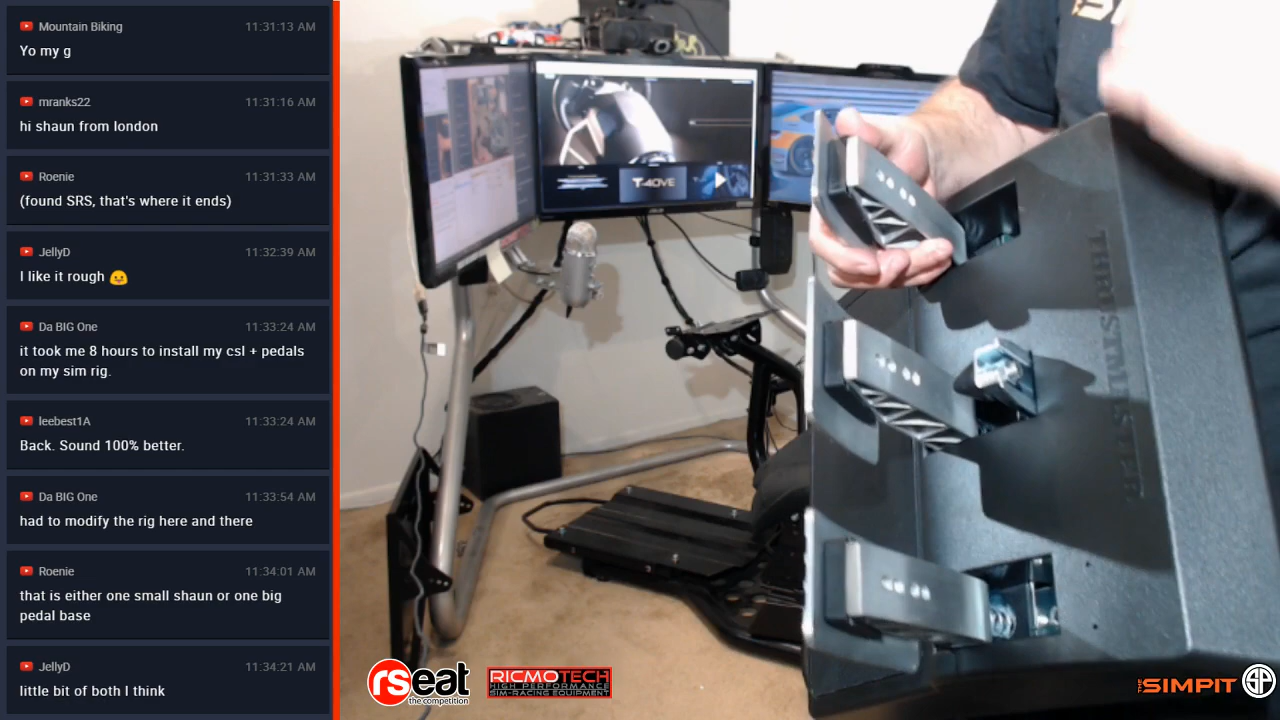 Mountain Biking 11:31:13 AM
Yo my g
mranks22 11:31:16 AM
hi shaun from london
Roenie 11:31:33 AM
(found SRS, that's where it ends)
JellyD 11:32:39 AM
I like it rough
Da BIG One 11:33:24 AM
it took me 8 hours to install my csl + pedals
on my sim rig.
leebest1A 11:33:24 AM
Back. Sound 100% better.
Da BIG One 11:33:54 AM
had to modify the rig here and there
Roenie 11:34:01 AM
that is either one small shaun or one big
pedal base
JellyD 11:34:21 AM
little bit of both I think
T-40VE
THRUSTMASTER
rseat
the competition
RICMOTECH
HIGH PERFORMANCE
SIM-RACING EQUIPMENT
THE SIMPIT SP